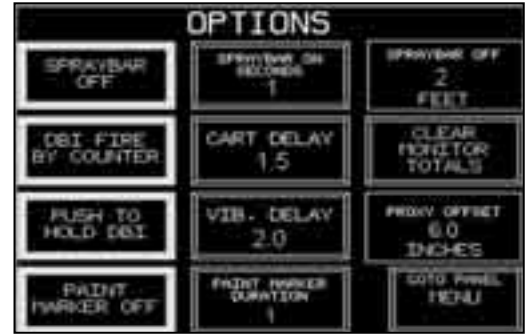 OPTIONS
SPRAYBAR
OFF
SPRAYBAR ON
SECONDS
1
SPRAYBAR OFF
2
FEET
DBI FIRE
BY COUNTER
CART DELAY
1.5
CLEAR
MONITOR
TOTALS
PUSH TO
HOLD DBI
VIB. DELAY
2.0
PROXY OFFSET
6.0
INCHES
PAINT
MARKER OFF
PAINT MARKER
DURATION
1
GOTO PANEL
MENU